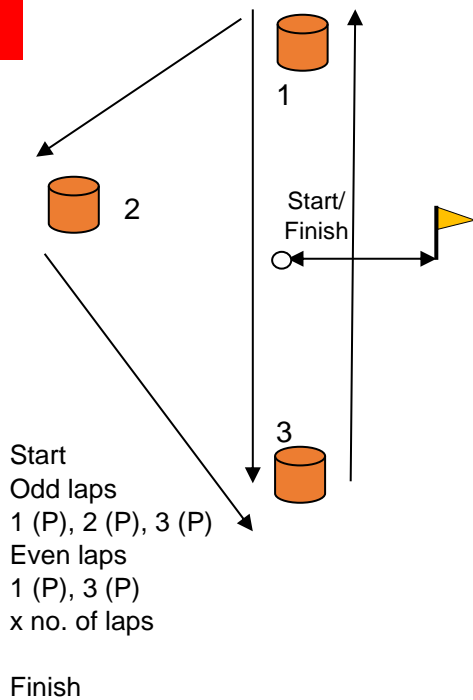 1
2
Start/
Finish
3
Start
Odd laps
1 (P), 2 (P), 3 (P)
Even laps
1 (P), 3 (P)
x no. of laps
Finish